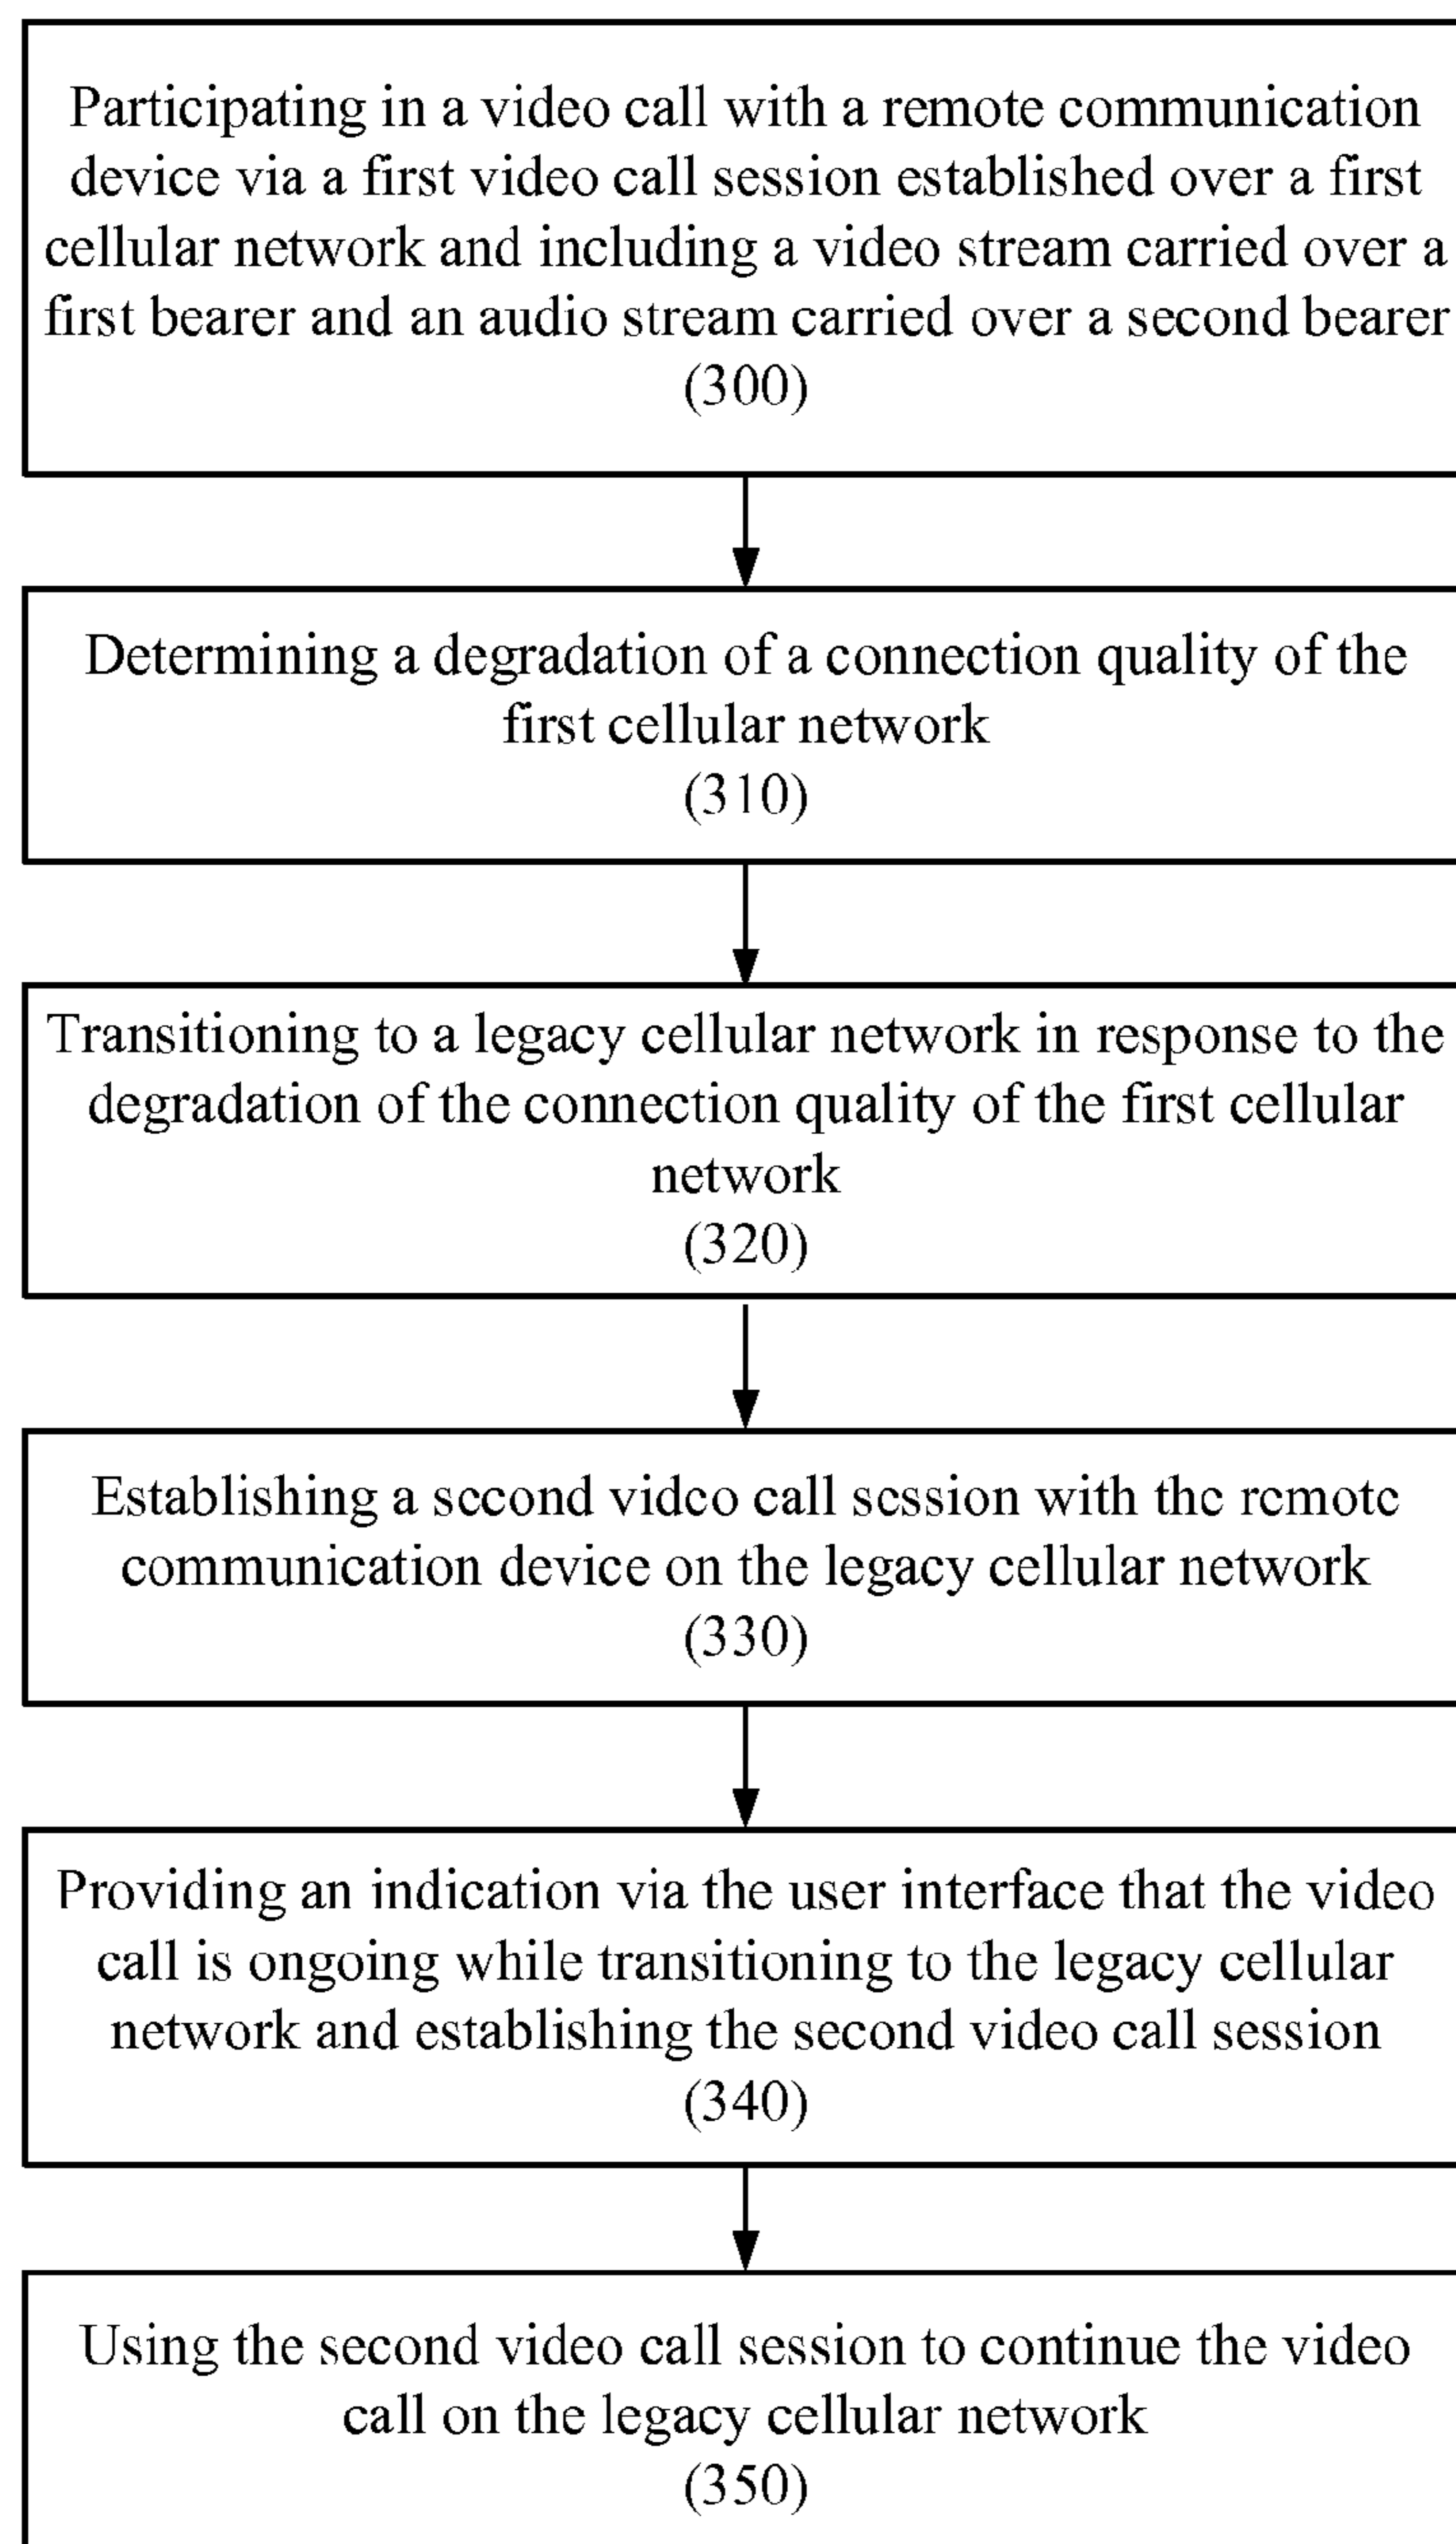 Participating in a video call with a remote communication
device via a first video call session established over a first
cellular network and including a video stream carried over a
first bearer and an audio stream carried over a second bearer
(300)
Determining a degradation of a connection quality of the
first cellular network
(310)
Transitioning to a legacy cellular network in response to the
degradation of the connection quality of the first cellular
network
(320)
Establishing a second video call session with the remote
communication device on the legacy cellular network
(330)
Providing an indication via the user interface that the video
call is ongoing while transitioning to the legacy cellular
network and establishing the second video call session
(340)
Using the second video call session to continue the video
call on the legacy cellular network
(350)